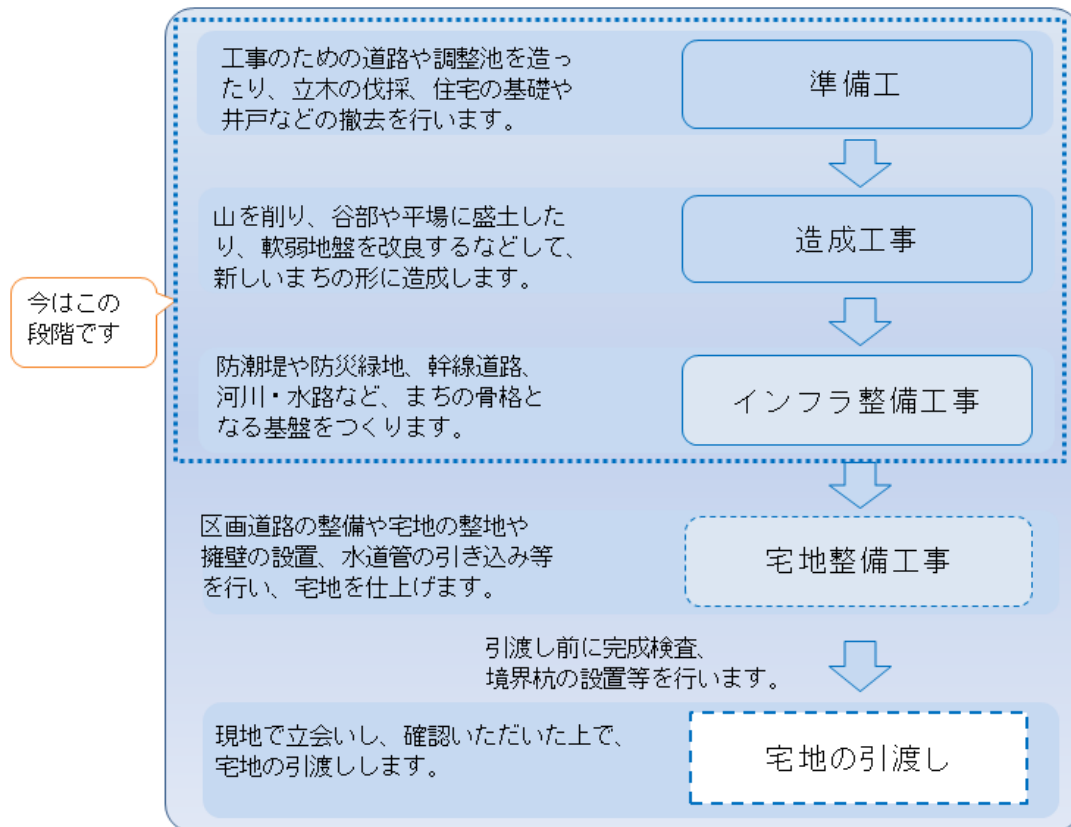 工事のための道路や調整池を造っ
たり、立木の伐採、住宅の基礎や
井戸などの撤去を行います。
準備工
山を削り、谷部や平場に盛土した
り、軟弱地盤を改良するなどして、
新しいまちの形に造成します。
造成工事
今はこの
段階です
防潮堤や防災緑地、幹線道路、
河川・水路など、まちの骨格と
なる基盤をつくります。
インフラ整備工事
区画道路の整備や宅地の整地や
擁壁の設置、水道管の引き込み等
を行い、宅地を仕上げます。
宅地整備工事
引渡し前に完成検査、
境界杭の設置等を行います。
現地で立会いし、確認いただいた上で、
宅地の引渡しします。
宅地の引渡し